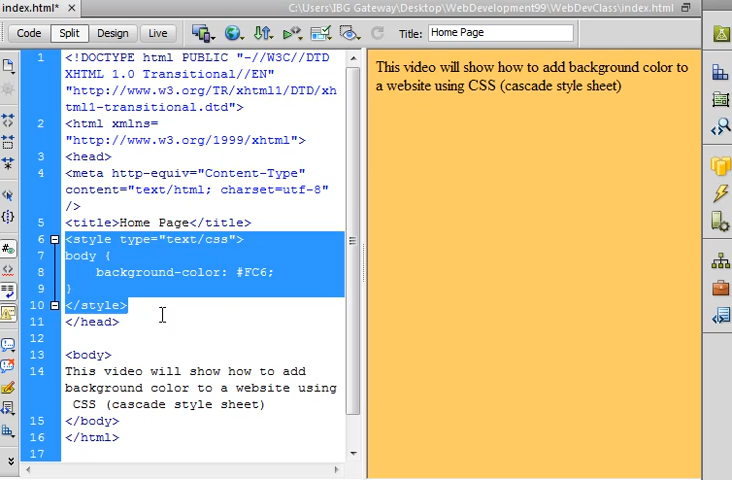 index.html*
C:\Users\IBG Gateway\Desktop\WebDevelopment99\WebDevClass\index.html
Code Split Design Live Title: Home Page
1 <!DOCTYPE html PUBLIC "-//W3C//DTD
XHTML 1.0 Transitional//EN"
"http://www.w3.org/TR/xhtml1/DTD/xh
tml1-transitional.dtd">
2 <html xmlns=
"http://www.w3.org/1999/xhtml">
3 <head>
4 <meta http-equiv="Content-Type"
content="text/html; charset=utf-8"
/>
5 <title>Home Page</title>
6 <style type="text/css">
7 body {
8 background-color: #FC6;
9 }
10 </style>
11 </head>
12
13 <body>
14 This video will show how to add
background color to a website using
CSS (cascade style sheet)
15 </body>
16 </html>
17
This video will show how to add background color to
a website using CSS (cascade style sheet)